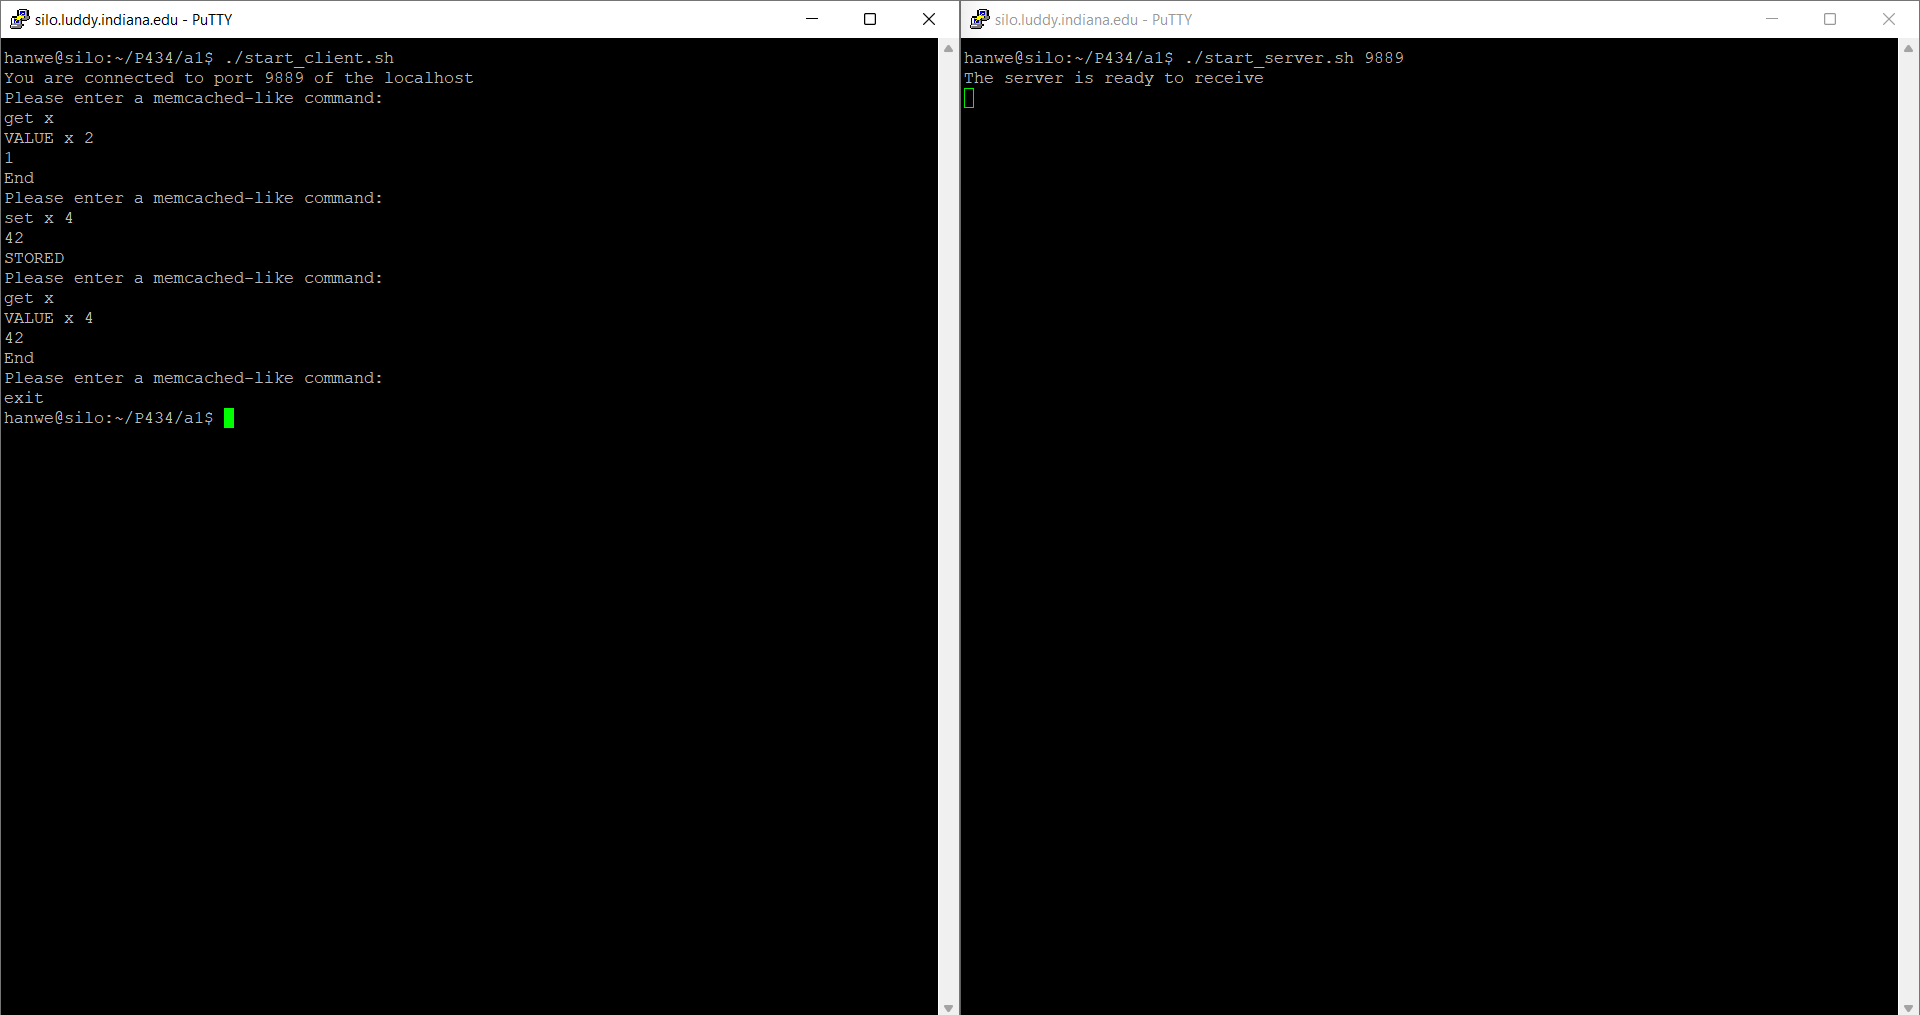 silo.luddy.indiana.edu - PuTTY
hanwe@silo:~/P434/a1$ ./start_client.sh
You are connected to port 9889 of the localhost
Please enter a memcached-like command:
get x
VALUE x 2
1
End
Please enter a memcached-like command:
set x 4
42
STORED
Please enter a memcached-like command:
get x
VALUE x 4
42
End
Please enter a memcached-like command:
exit
hanwe@silo:~/P434/a1$
silo.luddy.indiana.edu - PuTTY
hanwe@silo:~/P434/a1$ ./start_server.sh 9889
The server is ready to receive